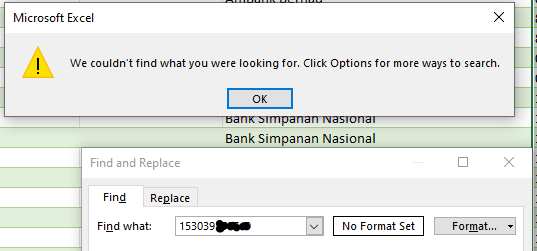 Microsoft Excel
We couldn't find what you were looking for. Click Options for more ways to search.
OK
Bank Simpanan Nasional
Bank Simpanan Nasional
Find and Replace
Find
Replace
Find what:
153039
No Format Set
Format...